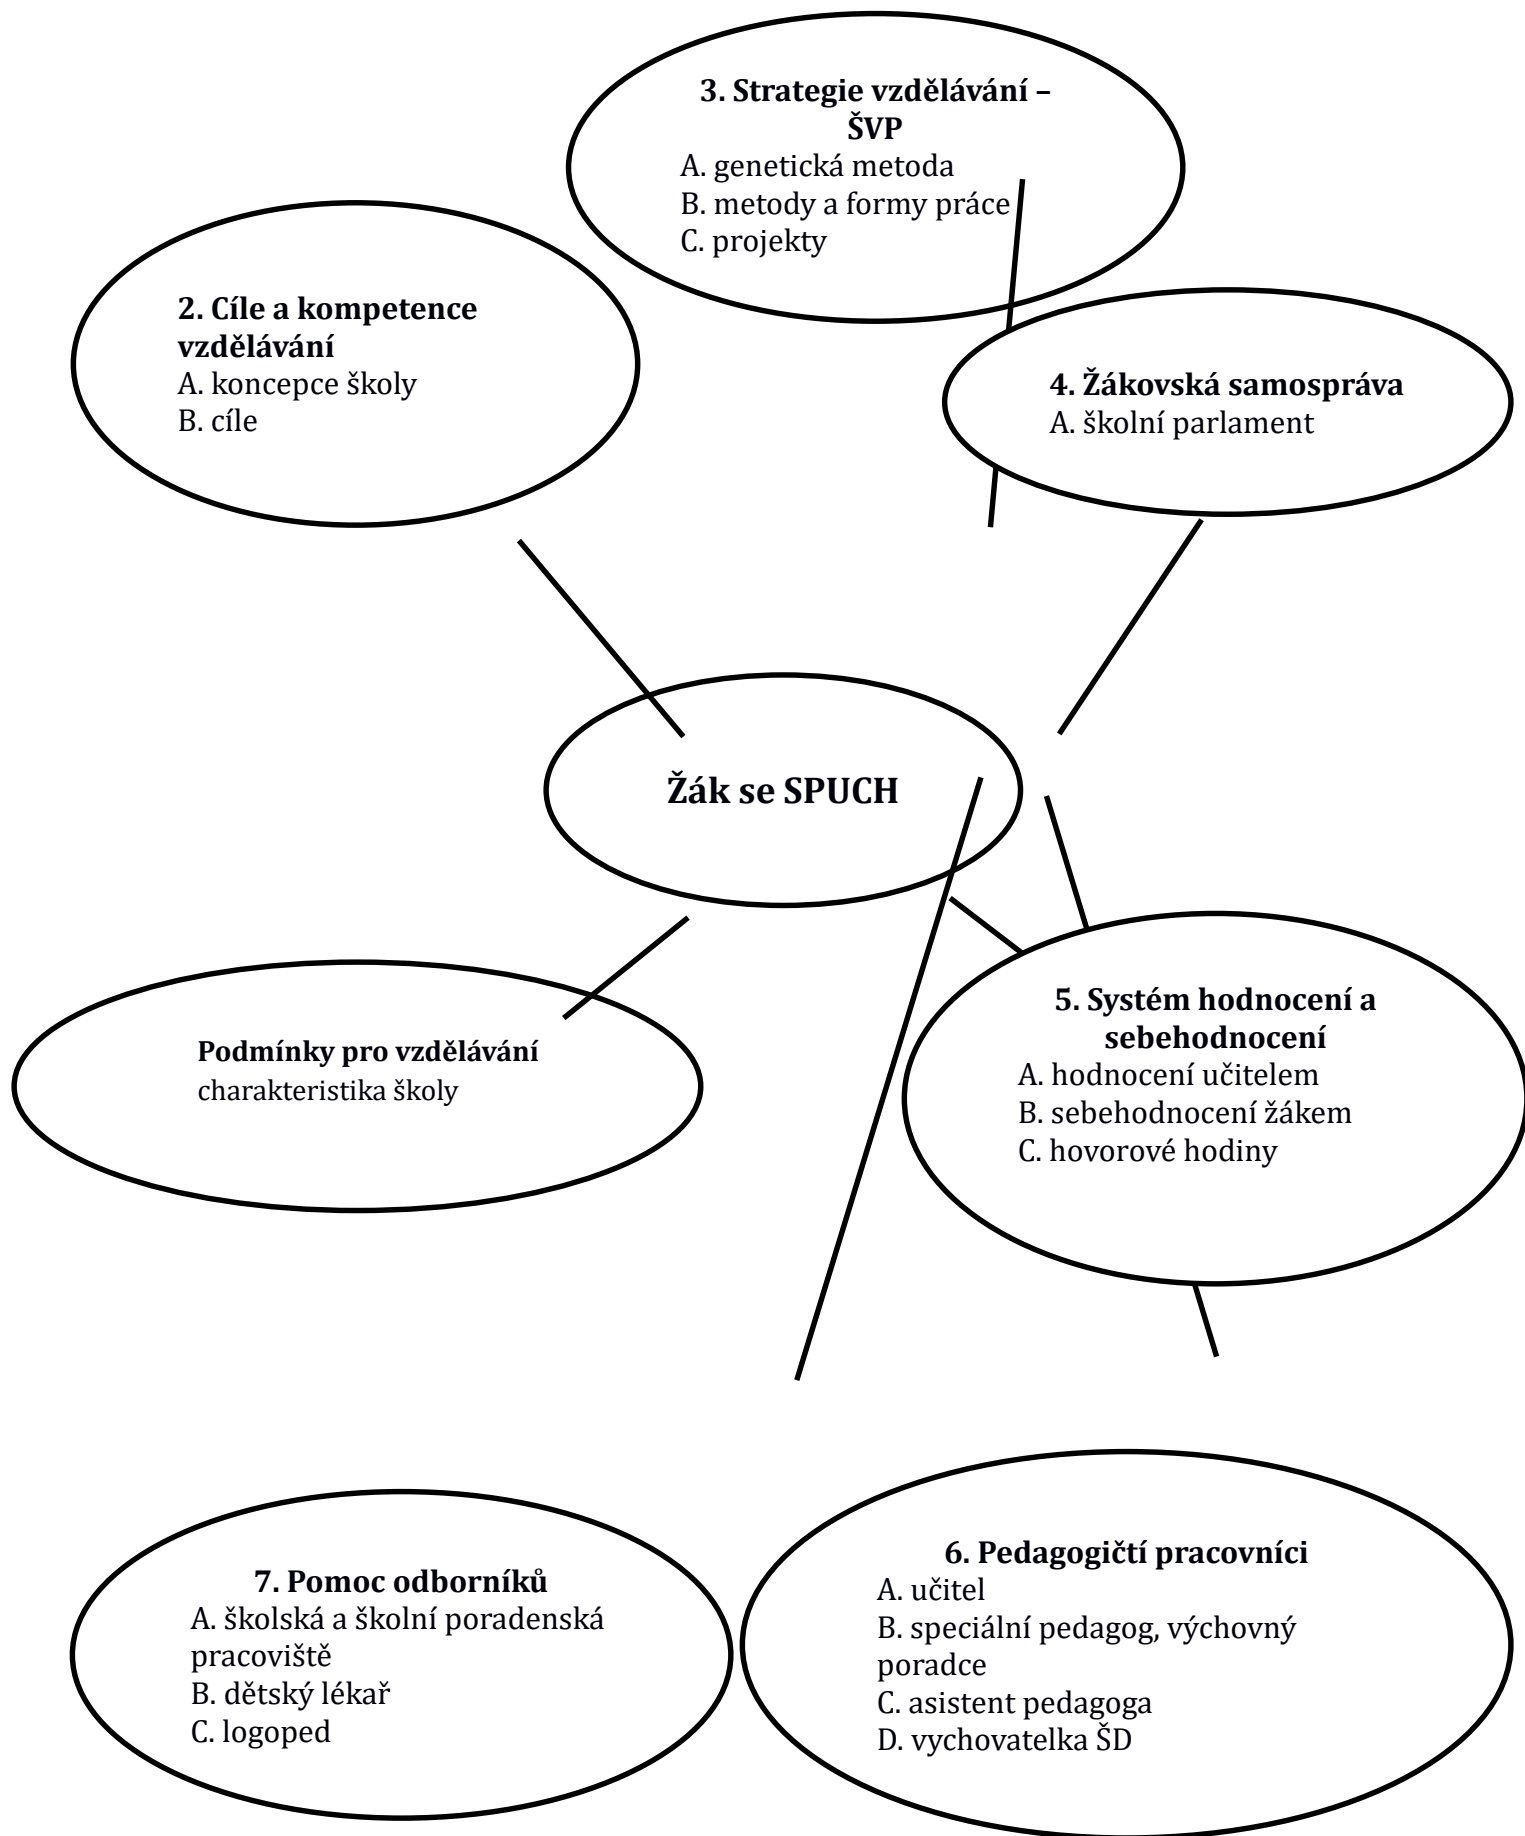 3. Strategie vzdělávání –
ŠVP
A. genetická metoda
B. metody a formy práce
C. projekty
2. Cíle a kompetence
vzdělávání
A. koncepce školy
B. cíle
4. Žákovská samospráva
A. školní parlament
Žák se SPUCH
Podmínky pro vzdělávání
charakteristika školy
5. Systém hodnocení a
sebehodnocení
A. hodnocení učitelem
B. sebehodnocení žákem
C. hovorové hodiny
7. Pomoc odborníků
A. školská a školní poradenská
pracoviště
B. dětský lékař
C. logoped
6. Pedagogičtí pracovníci
A. učitel
B. speciální pedagog, výchovný
poradce
C. asistent pedagoga
D. vychovatelka ŠD